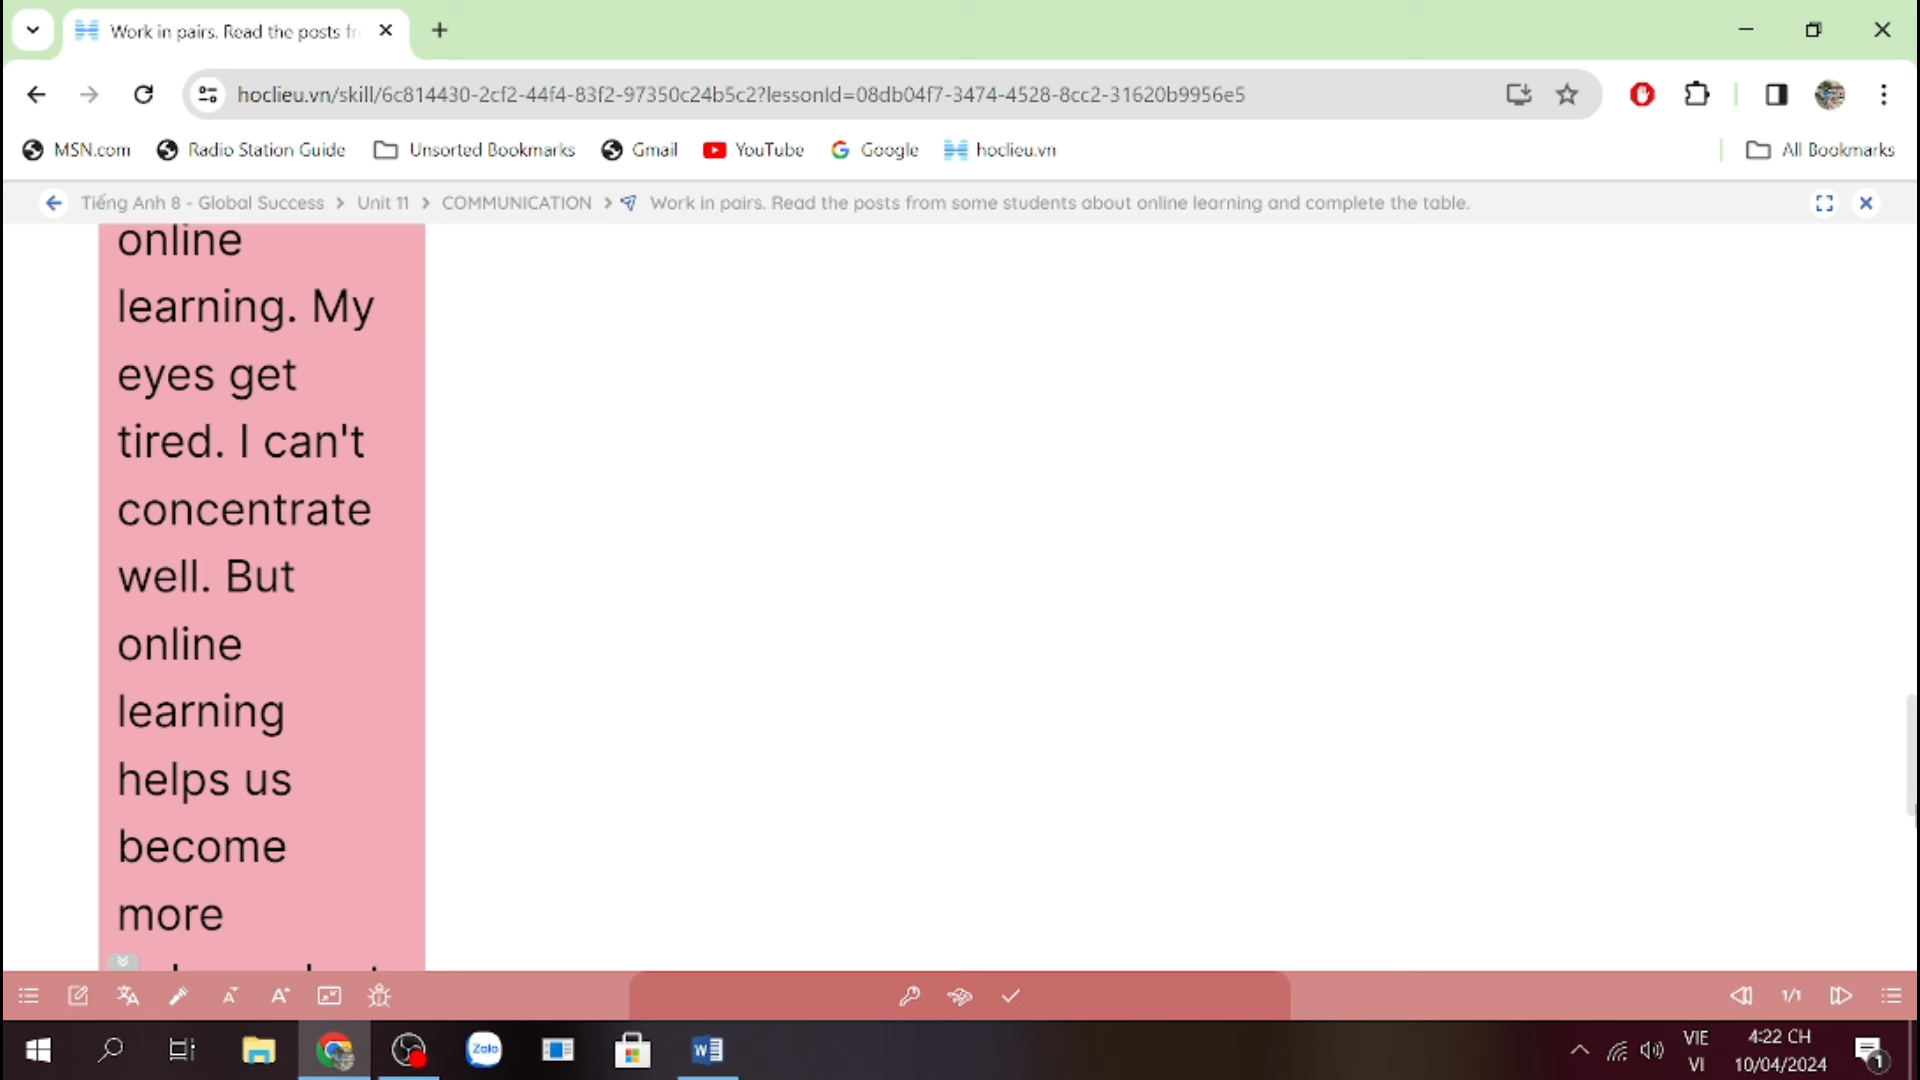 Work in pairs. Read the posts fr
hoclieu.vn/skill/6c814430-2cf2-44f4-83f2-97350c24b5c2?lessonId=08db04f7-3474-4528-8cc2-31620b9956e5
MSN.com Radio Station Guide Unsorted Bookmarks Gmail YouTube Google hoclieu.vn All Bookmarks
Tiếng Anh 8 - Global Success > Unit 11 > COMMUNICATION > Work in pairs. Read the posts from some students about online learning and complete the table.
online
learning. My
eyes get
tired. I can't
concentrate
well. But
online
learning
helps us
become
more
1/1
Zalo
VIE
VI
4:22 CH
10/04/2024
1